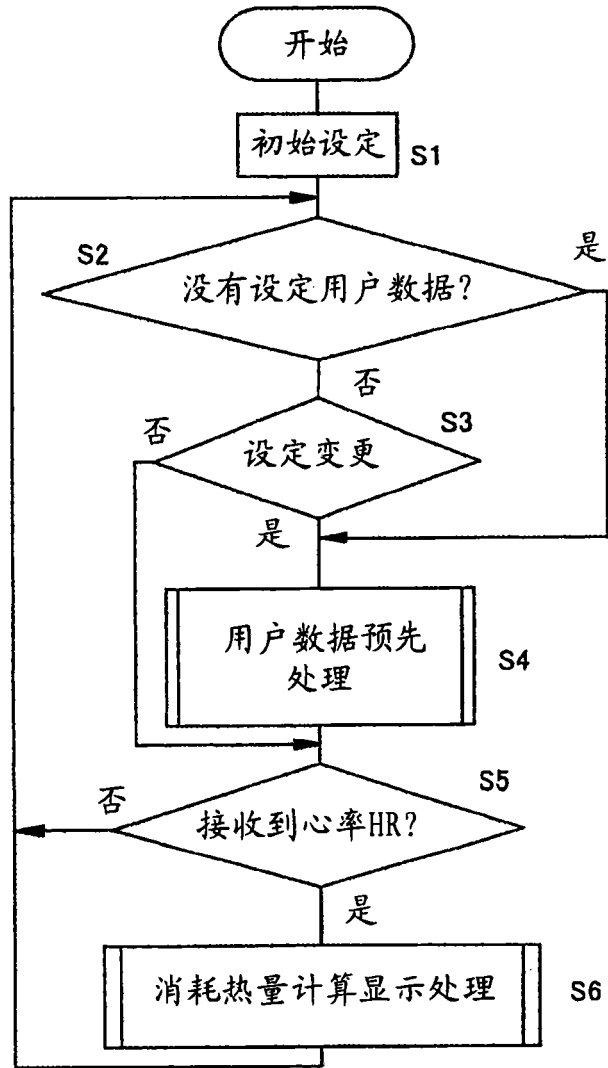 开始
初始设定
S1
S2
没有设定用户数据?
是
否
S3
否
设定变更
是
用户数据预先
处理
S4
S5
否
接收到心率HR?
是
消耗热量计算显示处理
S6